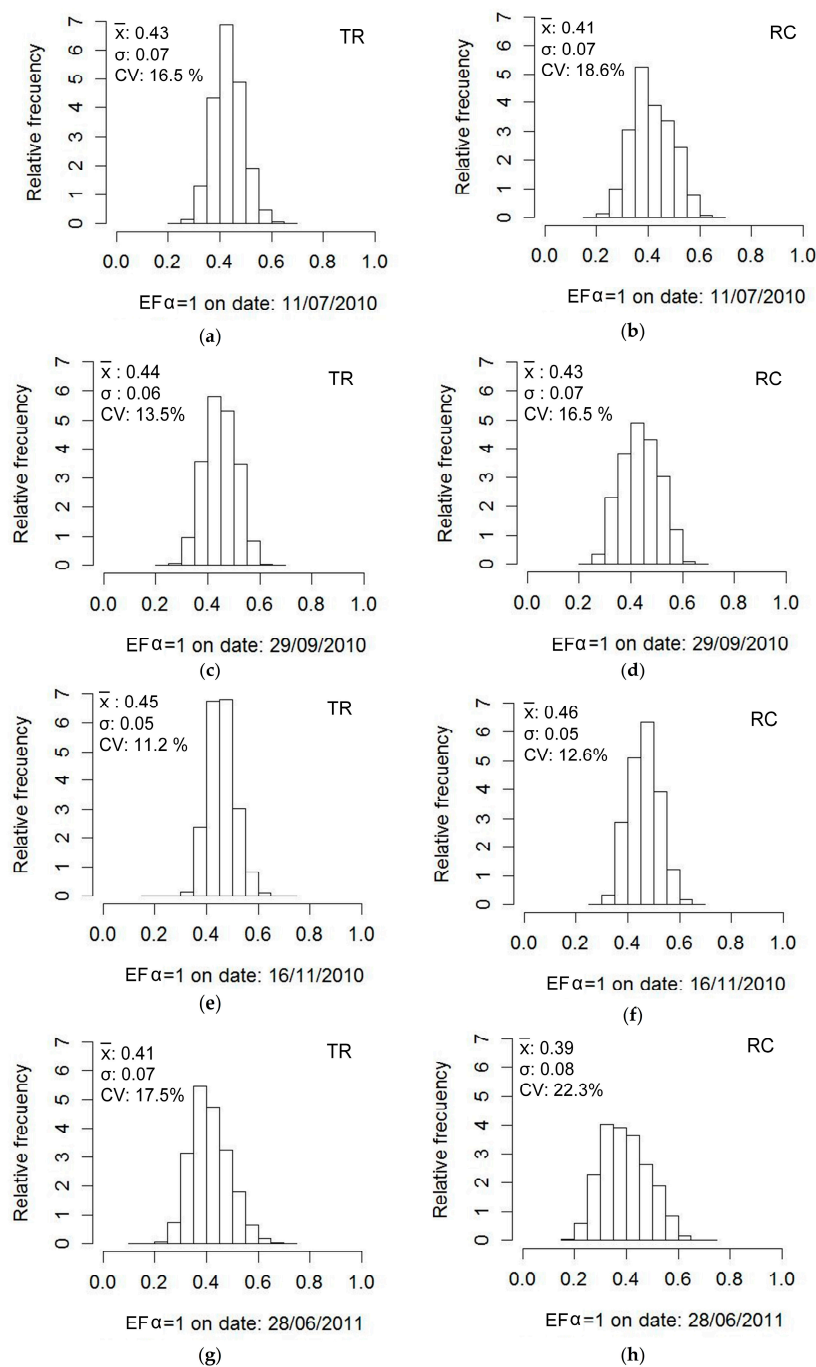 x̅: 0.43
σ: 0.07
CV: 16.5 %
TR
Relative frecuency
0 1 2 3 4 5 6 7
0.0 0.2 0.4 0.6 0.8 1.0
EFα=1 on date: 11/07/2010
(a)
x̅: 0.41
σ: 0.07
CV: 18.6%
RC
Relative frecuency
0 1 2 3 4 5 6 7
0.0 0.2 0.4 0.6 0.8 1.0
EFα=1 on date: 11/07/2010
(b)
x̅ : 0.44
σ : 0.06
CV: 13.5%
TR
Relative frecuency
0 1 2 3 4 5 6 7
0.0 0.2 0.4 0.6 0.8 1.0
EFα=1 on date: 29/09/2010
(c)
x̅ : 0.43
σ : 0.07
CV: 16.5 %
RC
Relative frecuency
0 1 2 3 4 5 6 7
0.0 0.2 0.4 0.6 0.8 1.0
EFα=1 on date: 29/09/2010
(d)
x̅ : 0.45
σ: 0.05
CV: 11.2 %
TR
Relative frecuency
0 1 2 3 4 5 6 7
0.0 0.2 0.4 0.6 0.8 1.0
EFα=1 on date: 16/11/2010
(e)
x̅: 0.46
σ: 0.05
CV: 12.6%
RC
Relative frecuency
0 1 2 3 4 5 6 7
0.0 0.2 0.4 0.6 0.8 1.0
EFα=1 on date: 16/11/2010
(f)
x̅: 0.41
σ: 0.07
CV: 17.5%
TR
Relative frecuency
0 1 2 3 4 5 6 7
0.0 0.2 0.4 0.6 0.8 1.0
EFα=1 on date: 28/06/2011
(g)
x̅: 0.39
σ: 0.08
CV: 22.3%
RC
Relative frecuency
0 1 2 3 4 5 6 7
0.0 0.2 0.4 0.6 0.8 1.0
EFα=1 on date: 28/06/2011
(h)